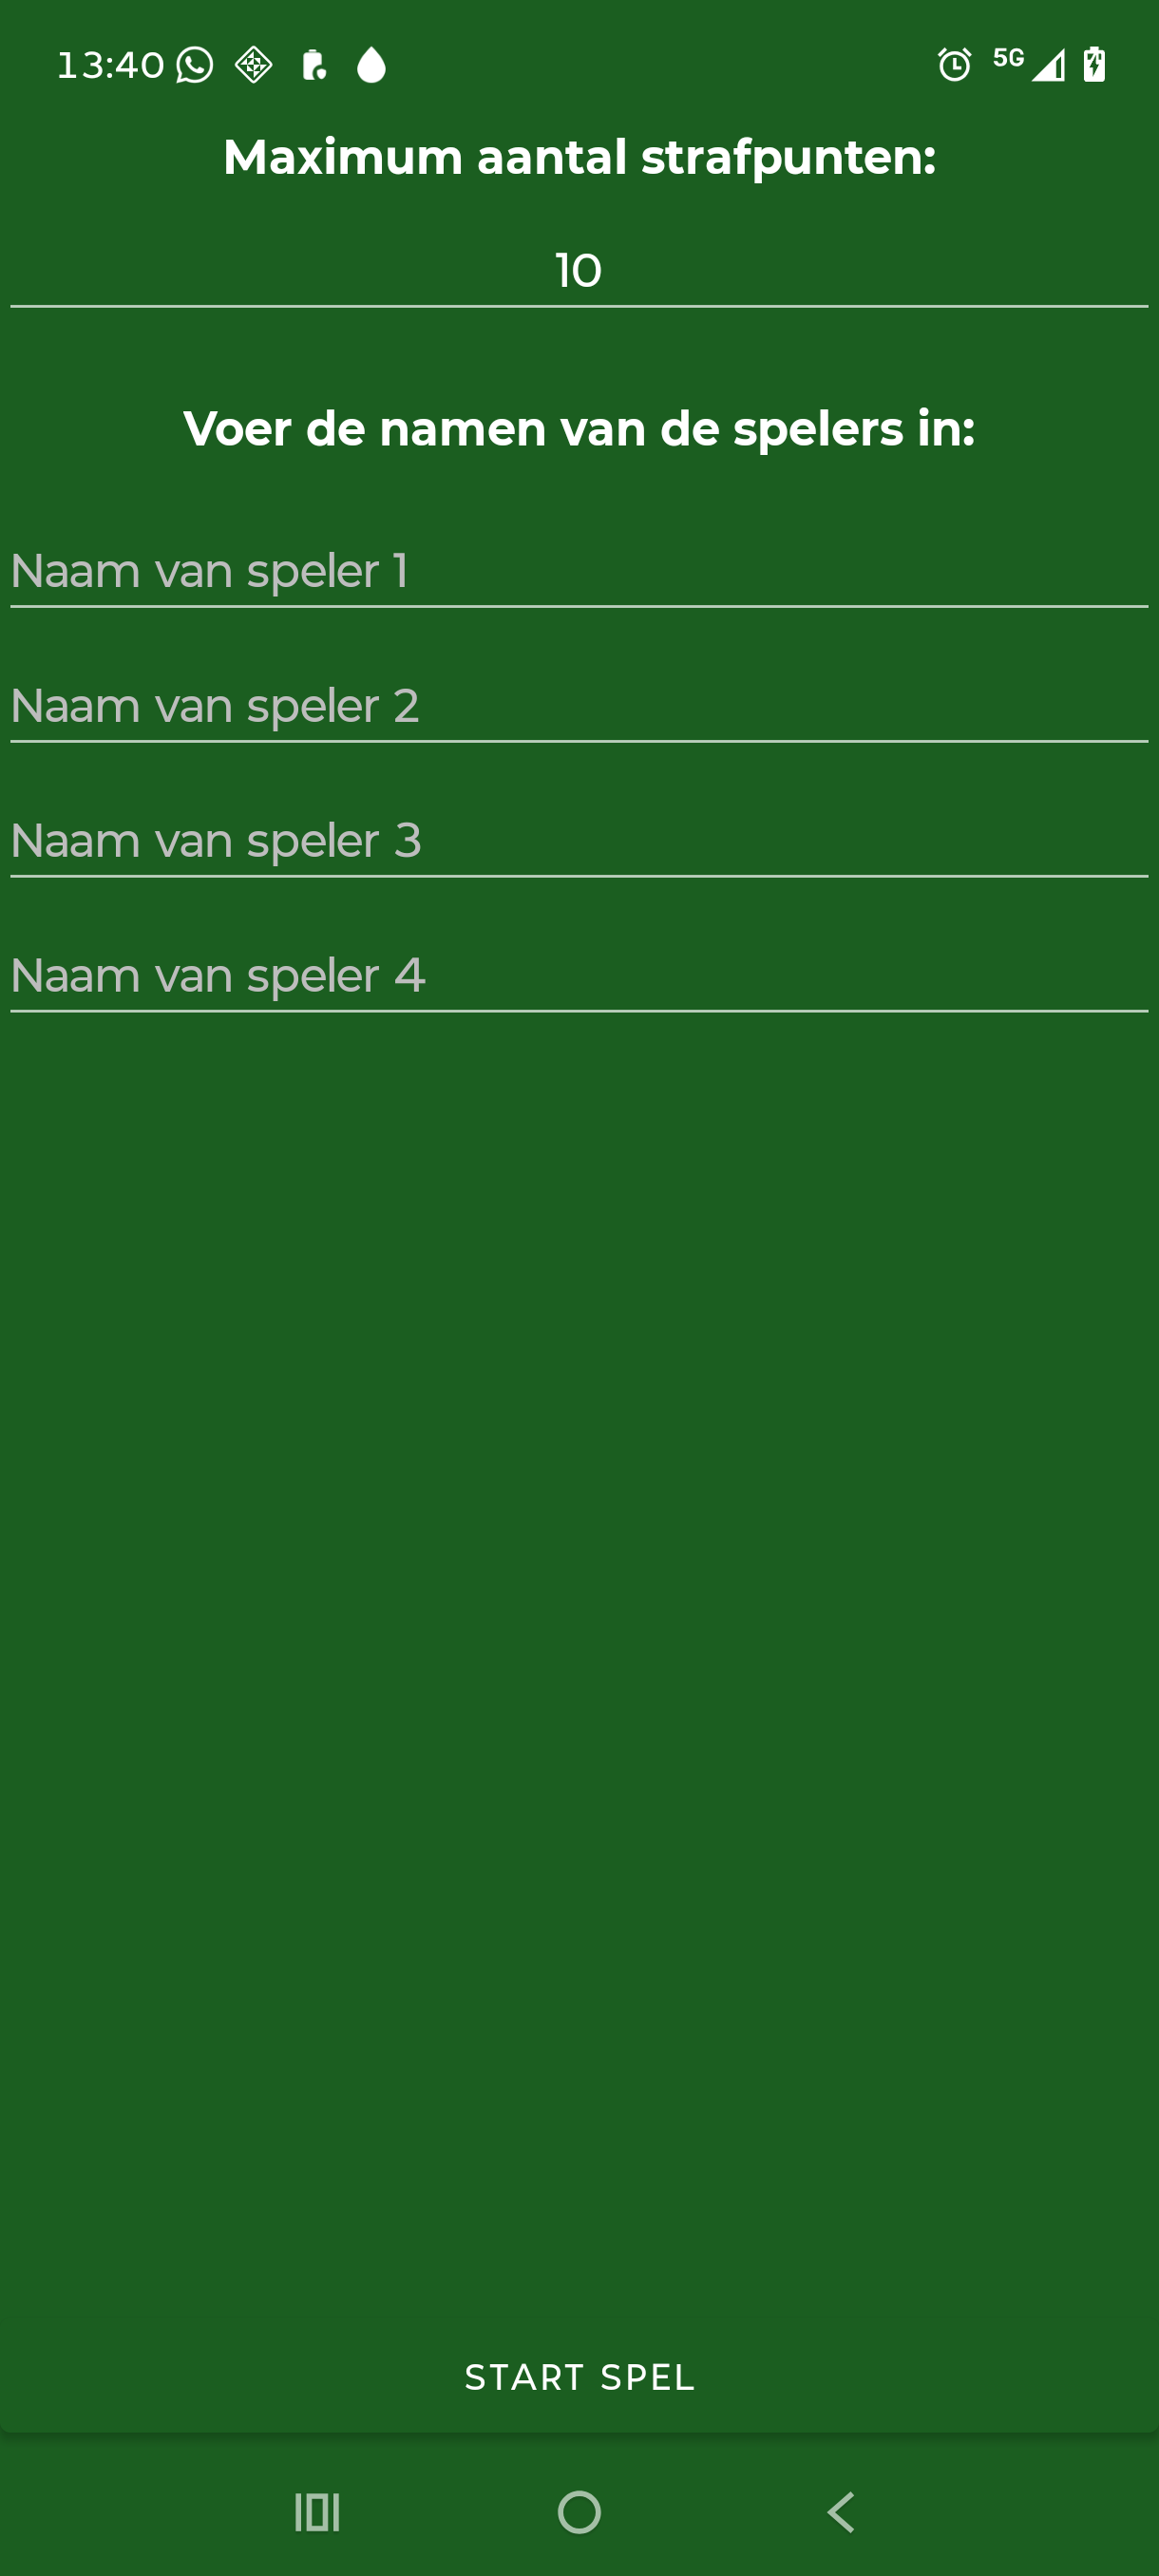 13:40
5G
Maximum aantal strafpunten:
10
Voer de namen van de spelers in:
Naam van speler 1
Naam van speler 2
Naam van speler 3
Naam van speler 4
START SPEL